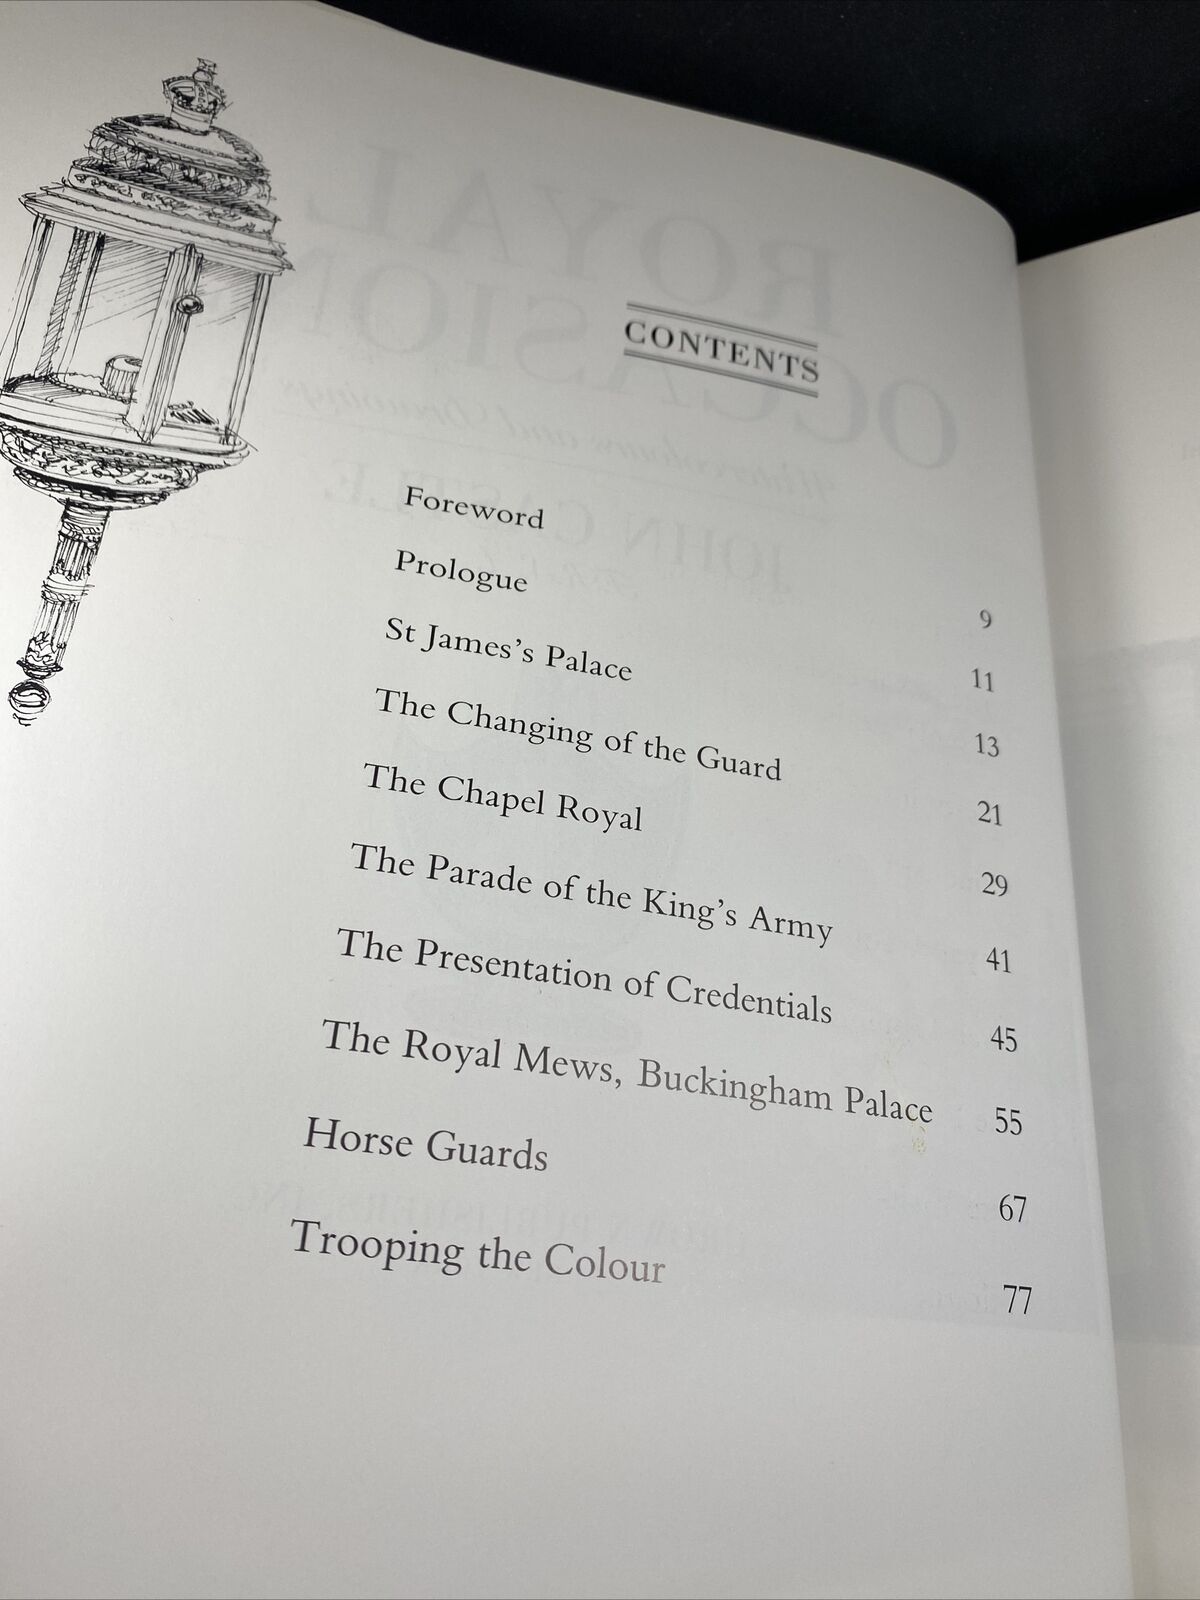 CONTENTS
Foreword 9
Prologue 11
St James's Palace 13
The Changing of the Guard 21
The Chapel Royal 29
The Parade of the King's Army 41
The Presentation of Credentials 45
The Royal Mews, Buckingham Palace 55
Horse Guards 67
Trooping the Colour 77